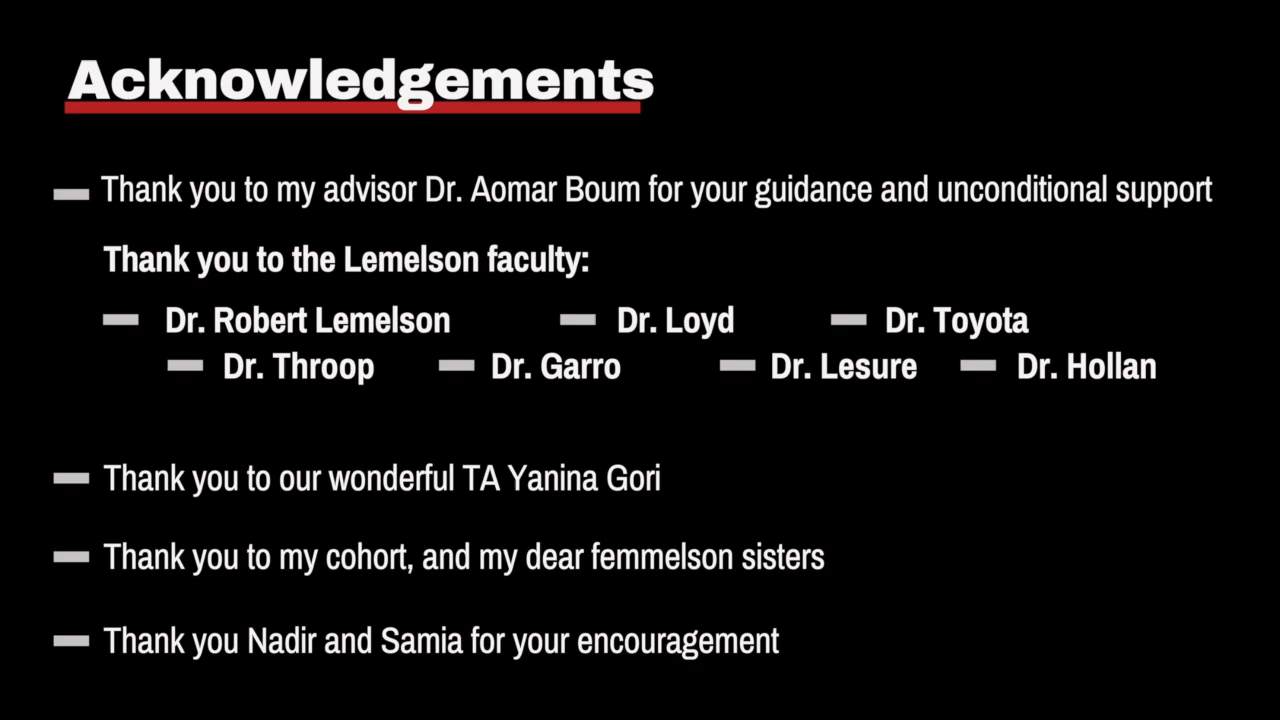 Acknowledgements
Thank you to my advisor Dr. Aomar Boum for your guidance and unconditional support
Thank you to the Lemelson faculty:
Dr. Robert Lemelson Dr. Loyd Dr. Toyota
Dr. Throop Dr. Garro Dr. Lesure Dr. Hollan
Thank you to our wonderful TA Yanina Gori
Thank you to my cohort, and my dear femmelson sisters
Thank you Nadir and Samia for your encouragement